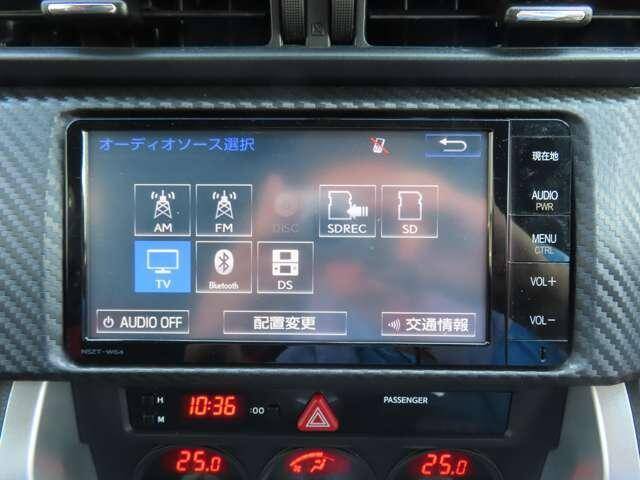 オーディオソース選択
現在地
AM
FM
DISC
SDREC
SD
AUDIO
PWR
TV
Bluetooth
DS
MENU
CTRL
VOL+
AUDIO OFF
配置変更
交通情報
VOL-
NSZT-W64
H
M
10:36
:00
PASSENGER
25.0
25.0